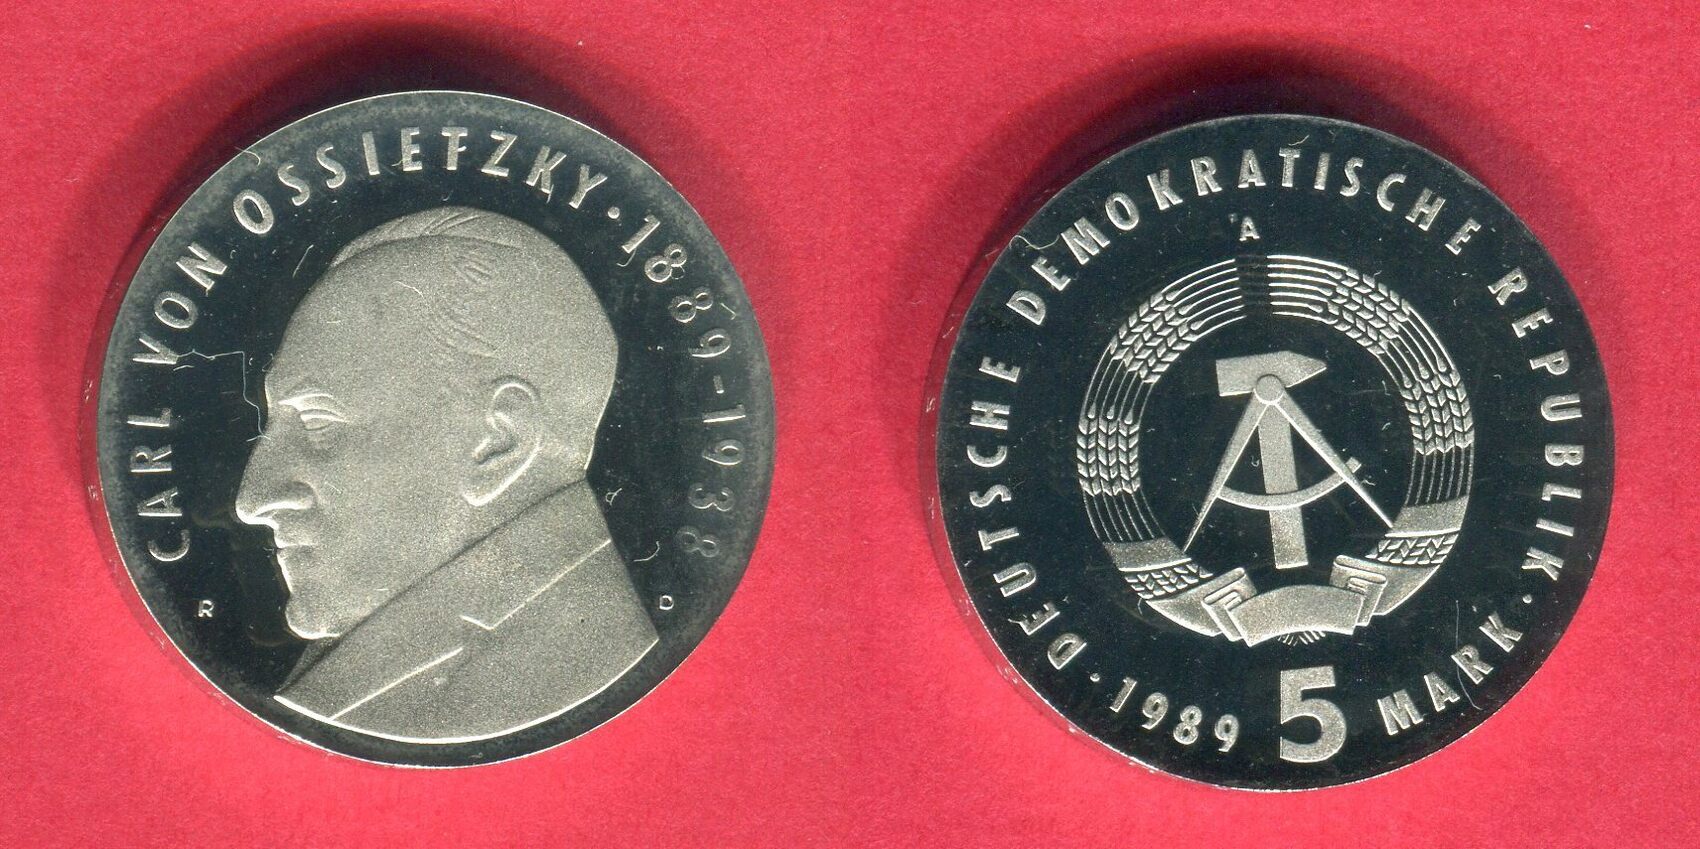 CARL VON OSSIETZKY · 1889-1938
R D
DEUTSCHE DEMOKRATISCHE REPUBLIK ·
A
· 1989 5 MARK